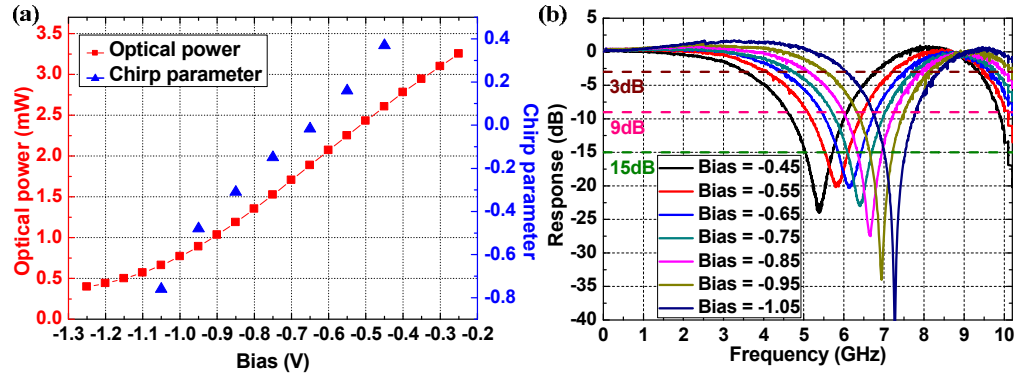 (a)
Optical power
Chirp parameter
Optical power (mW)
3.5
3.0
2.5
2.0
1.5
1.0
0.5
0.0
-1.3 -1.2 -1.1 -1.0 -0.9 -0.8 -0.7 -0.6 -0.5 -0.4 -0.3 -0.2
Bias (V)
0.4
0.2
0.0
-0.2
-0.4
-0.6
-0.8
Chirp parameter
(b)
Response (dB)
5
0
-5
-10
-15
-20
-25
-30
-35
-40
3dB
9dB
15dB
Bias = -0.45
Bias = -0.55
Bias = -0.65
Bias = -0.75
Bias = -0.85
Bias = -0.95
Bias = -1.05
0 1 2 3 4 5 6 7 8 9 10
Frequency (GHz)